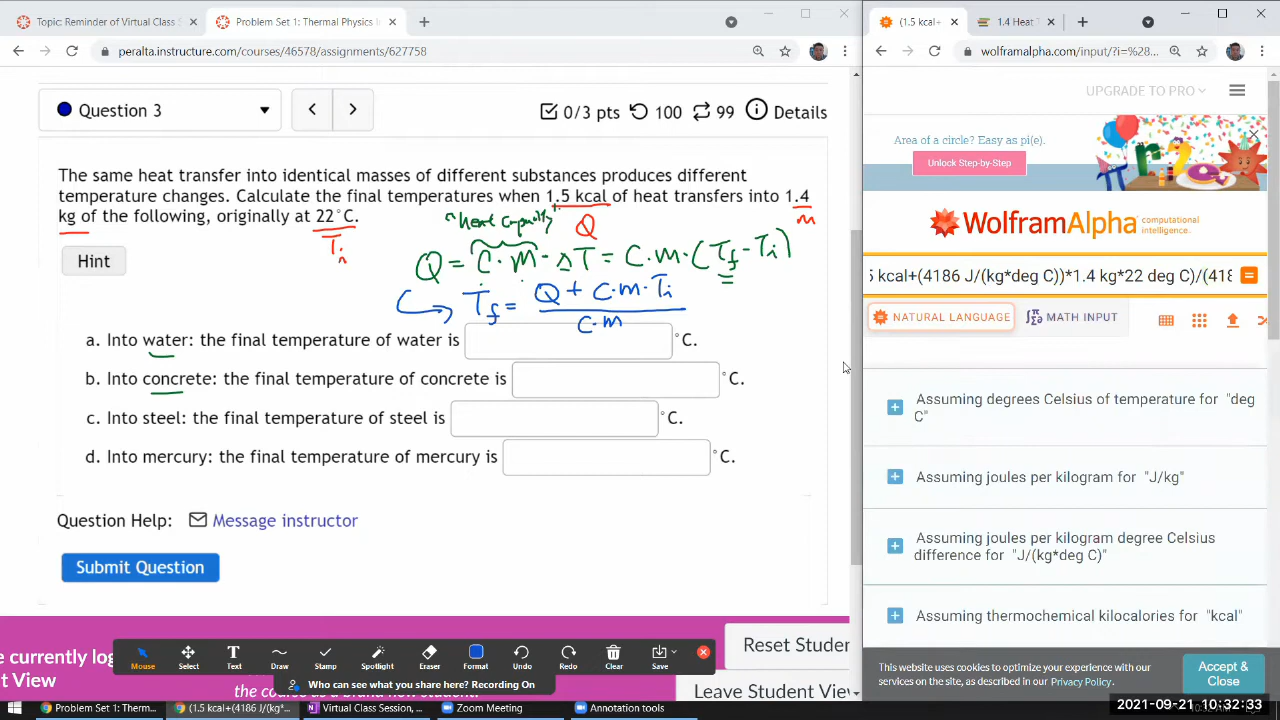 Topic: Reminder of Virtual Class S
Problem Set 1: Thermal Physics I
(1.5 kcal+
1.4 Heat T
peralta.instructure.com/courses/46578/assignments/627758
wolframalpha.com/input/?i=%28...
Question 3
0/3 pts 100 99 Details
The same heat transfer into identical masses of different substances produces different
temperature changes. Calculate the final temperatures when 1.5 kcal of heat transfers into 1.4
kg of the following, originally at 22°C.
"heat capacity"
Q
m
Ti
Hint
Q = C·m·ΔT = C·m·(Tf-Ti)
Tf = Q + C·m·Ti
C·m
a. Into water: the final temperature of water is °C.
b. Into concrete: the final temperature of concrete is °C.
c. Into steel: the final temperature of steel is °C.
d. Into mercury: the final temperature of mercury is °C.
Question Help: Message instructor
Submit Question
e currently log
t View
the course as a brand new student.
Reset Studen
Leave Student View
Mouse Select Text Draw Stamp Spotlight Eraser Format Undo Redo Clear Save
Who can see what you share here? Recording On
UPGRADE TO PRO
Area of a circle? Easy as pi(e).
Unlock Step-by-Step
WolframAlpha computational intelligence.
5 kcal+(4186 J/(kg*deg C))*1.4 kg*22 deg C)/(418
NATURAL LANGUAGE
MATH INPUT
Assuming degrees Celsius of temperature for "deg
C"
Assuming joules per kilogram for "J/kg"
Assuming joules per kilogram degree Celsius
difference for "J/(kg*deg C)"
Assuming thermochemical kilocalories for "kcal"
This website uses cookies to optimize your experience with our
services on the site, as described in our Privacy Policy.
Accept &
Close
Problem Set 1: Therm...
(1.5 kcal+(4186 J/(kg*...
Virtual Class Session, ...
Zoom Meeting
Annotation tools
2021-09-21 10:32:33